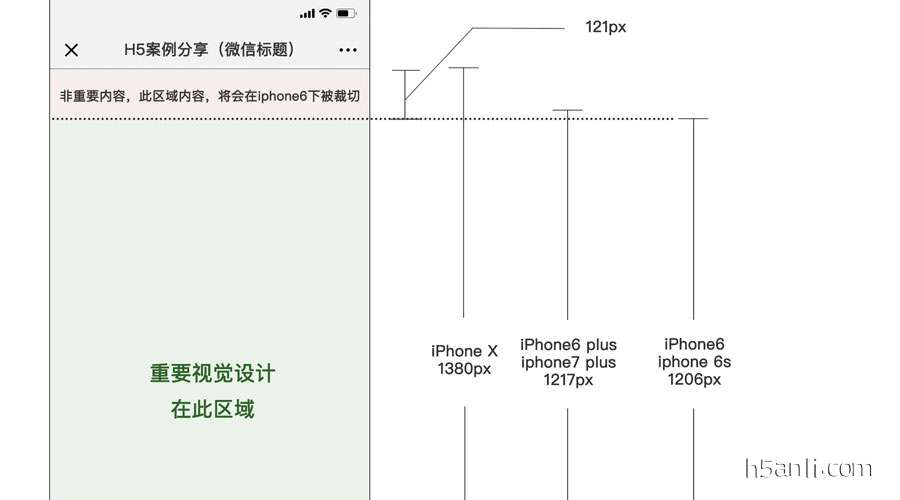 H5案例分享（微信标题）
121px
非重要内容，此区域内容，将会在iphone6下被裁切
iPhone X
1380px
iPhone6 plus
iphone7 plus
1217px
iPhone6
iphone 6s
1206px
重要视觉设计
在此区域
h5anli.com